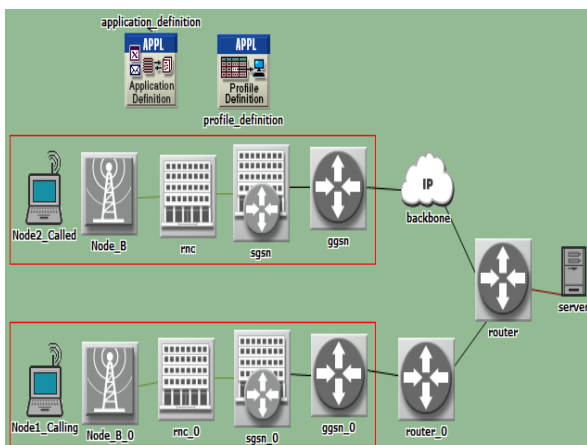 application_definition
APPL
Application
Definition
APPL
Profile
Definition
profile_definition
Node2_Called
Node_B
rnc
sgsn
ggsn
IP
backbone
router
server
Node1_Calling
Node_B_0
rnc_0
sgsn_0
ggsn_0
router_0